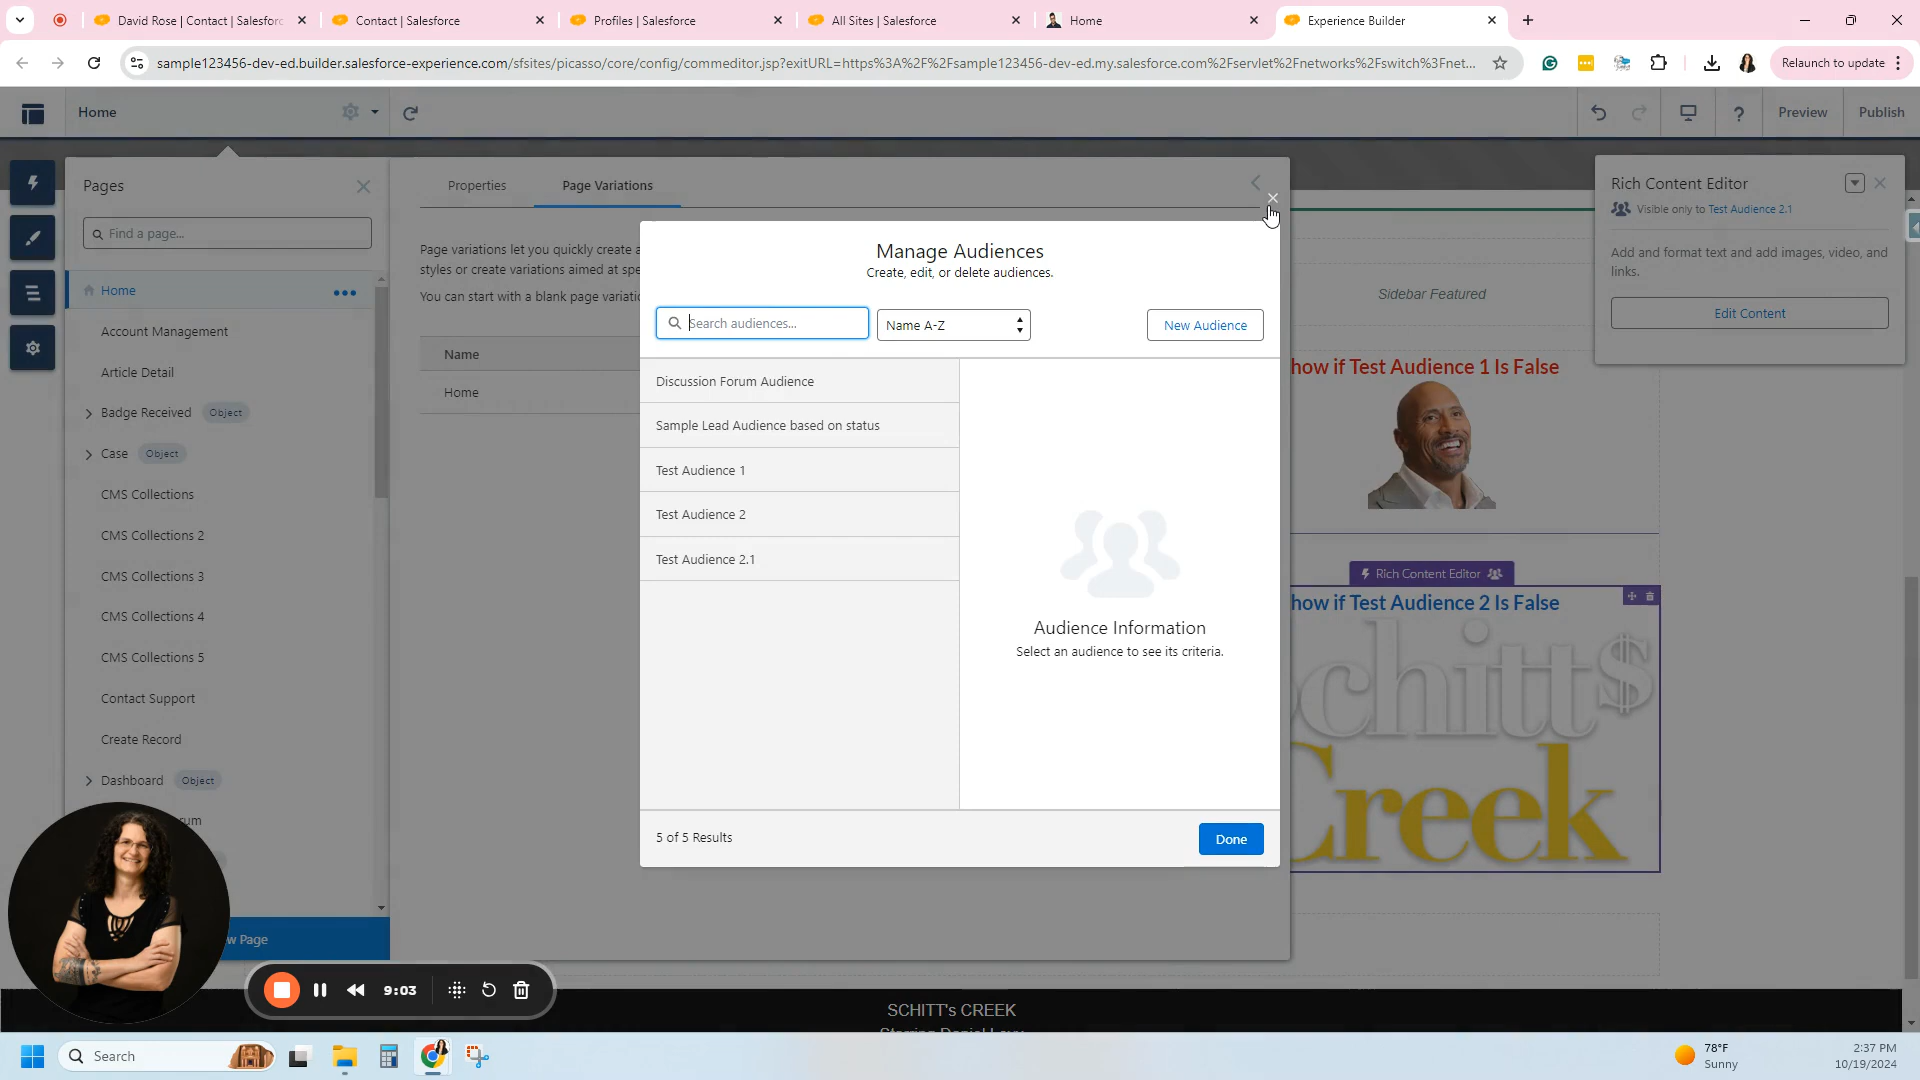 David Rose | Contact | Salesforc
Contact | Salesforce
Profiles | Salesforce
All Sites | Salesforce
Home
Experience Builder
sample123456-dev-ed.builder.salesforce-experience.com/sfsites/picasso/core/config/commeditor.jsp?exitURL=https%3A%2F%2Fsample123456-dev-ed.my.salesforce.com%2Fservlet%2Fnetworks%2Fswitch%3Fnet...
Relaunch to update
Home
Preview
Publish
Pages
Find a page...
Home
Account Management
Article Detail
Badge Received Object
Case Object
CMS Collections
CMS Collections 2
CMS Collections 3
CMS Collections 4
CMS Collections 5
Contact Support
Create Record
Dashboard Object
um
w Page
Properties
Page Variations
Page variations let you quickly create a
styles or create variations aimed at spe
You can start with a blank page variatio
Name
Home
Manage Audiences
Create, edit, or delete audiences.
Search audiences...
Name A-Z
New Audience
Discussion Forum Audience
Sample Lead Audience based on status
Test Audience 1
Test Audience 2
Test Audience 2.1
Audience Information
Select an audience to see its criteria.
5 of 5 Results
Done
Rich Content Editor
Visible only to Test Audience 2.1
Add and format text and add images, video, and
links.
Edit Content
Sidebar Featured
how if Test Audience 1 Is False
Rich Content Editor
how if Test Audience 2 Is False
chitt$
Creek
9:03
SCHITT's CREEK
Search
78°F
Sunny
2:37 PM
10/19/2024